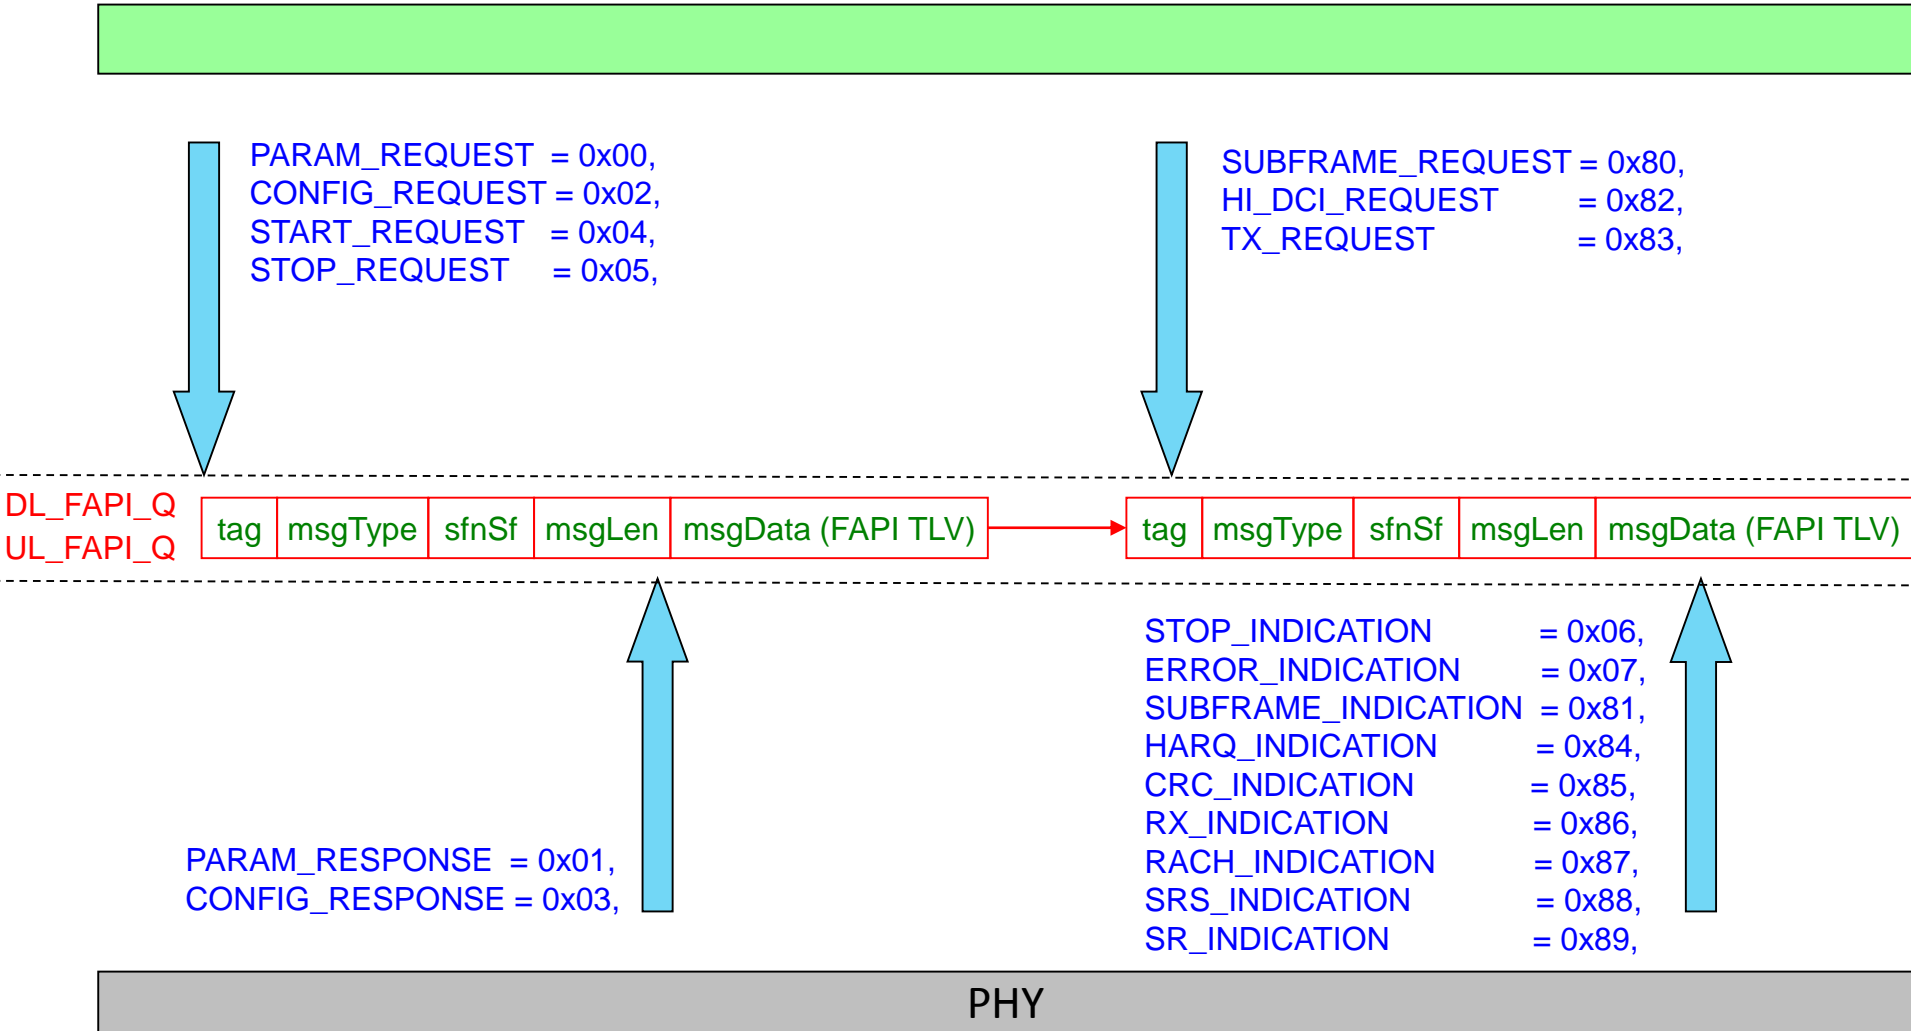 PARAM_REQUEST = 0x00,
CONFIG_REQUEST = 0x02,
START_REQUEST = 0x04,
STOP_REQUEST = 0x05,
SUBFRAME_REQUEST = 0x80,
HI_DCI_REQUEST = 0x82,
TX_REQUEST = 0x83,
DL_FAPI_Q
UL_FAPI_Q
tag msgType sfnSf msgLen msgData (FAPI TLV) tag msgType sfnSf msgLen msgData (FAPI TLV)
PARAM_RESPONSE = 0x01,
CONFIG_RESPONSE = 0x03,
STOP_INDICATION = 0x06,
ERROR_INDICATION = 0x07,
SUBFRAME_INDICATION = 0x81,
HARQ_INDICATION = 0x84,
CRC_INDICATION = 0x85,
RX_INDICATION = 0x86,
RACH_INDICATION = 0x87,
SRS_INDICATION = 0x88,
SR_INDICATION = 0x89,
PHY